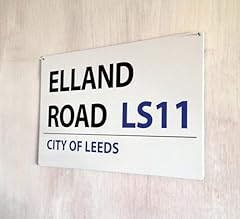 ELLAND
ROAD LS11
CITY OF LEEDS